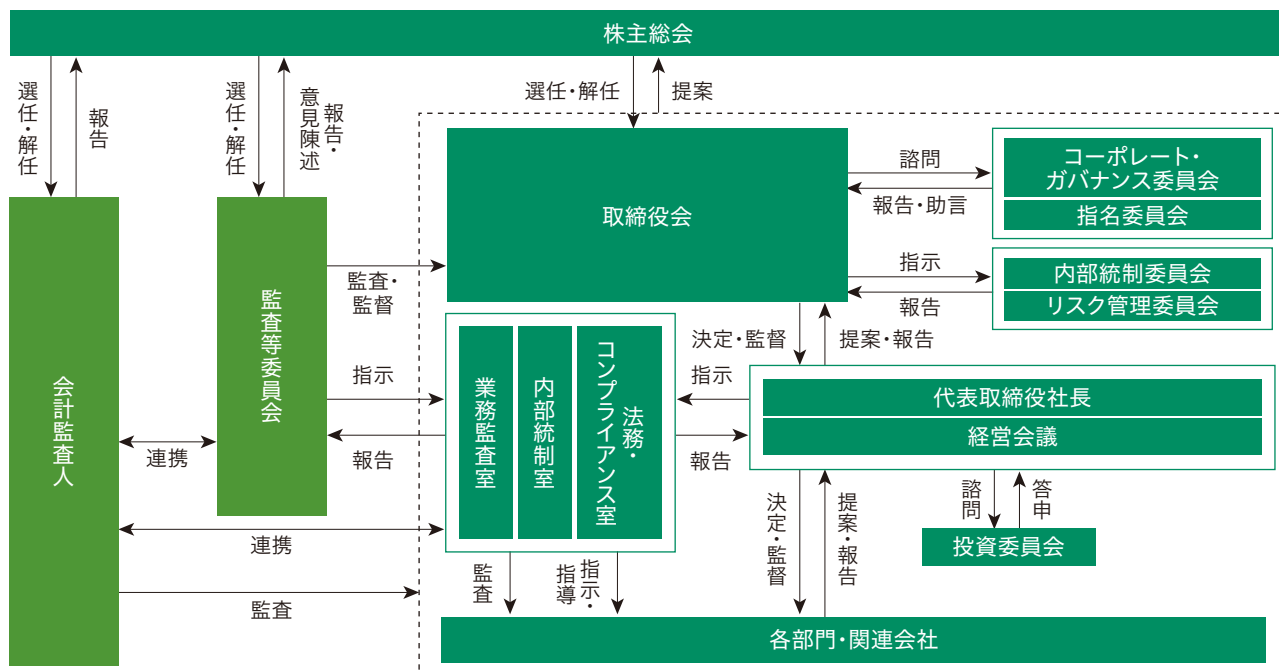 株主総会
選任・解任
報告
選任・解任
報告・
意見陳述
選任・解任
提案
取締役会
諮問
報告・助言
コーポレート・
ガバナンス委員会
指名委員会
指示
報告
内部統制委員会
リスク管理委員会
監査・
監督
監査等委員会
会計監査人
決定・監督
提案・報告
指示
報告
業務監査室
内部統制室
法務・
コンプライアンス室
指示
報告
代表取締役社長
経営会議
連携
連携
監査
諮問
答申
投資委員会
決定・監督
提案・報告
監査
指示・
指導
各部門・関連会社